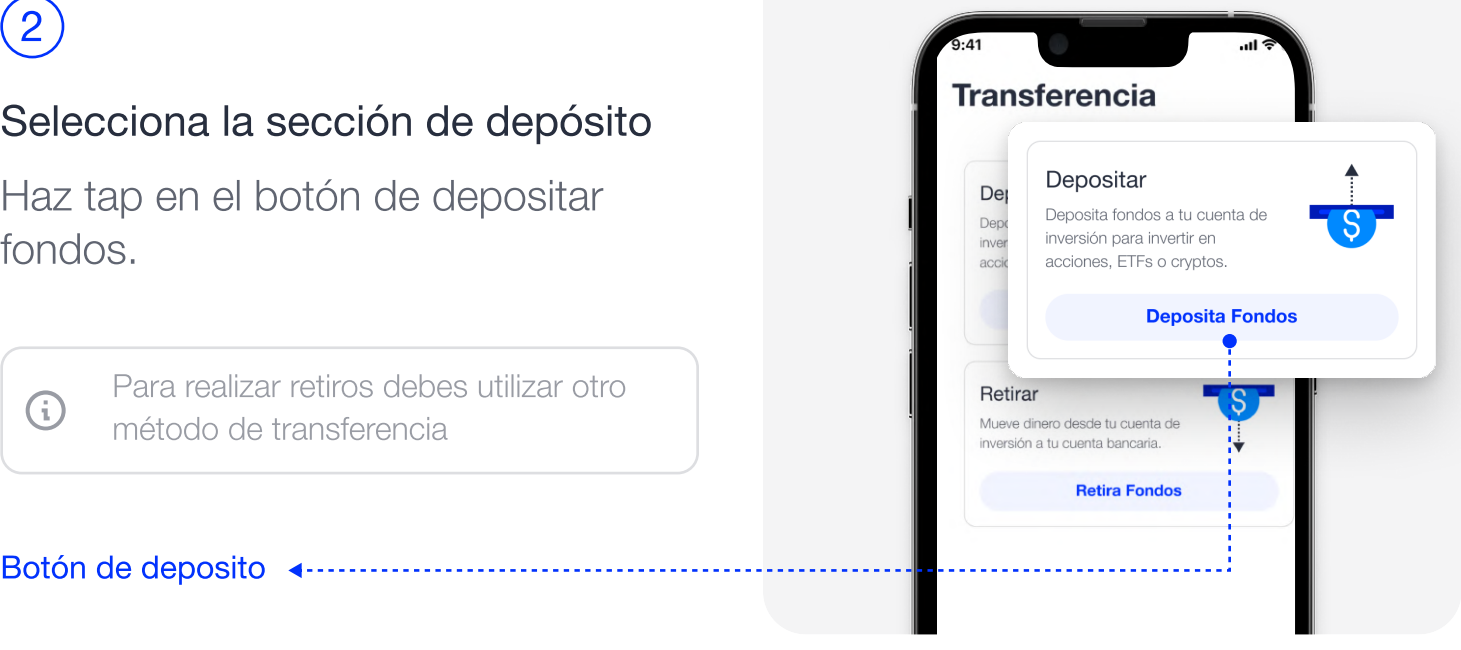 2
Selecciona la sección de depósito
Haz tap en el botón de depositar
fondos.
Para realizar retiros debes utilizar otro
método de transferencia
Botón de deposito
9:41
Transferencia
Depositar
Deposita fondos a tu cuenta de
inversión para invertir en
acciones, ETFs o cryptos.
Deposita Fondos
Retirar
Mueve dinero desde tu cuenta de
inversión a tu cuenta bancaria.
Retira Fondos